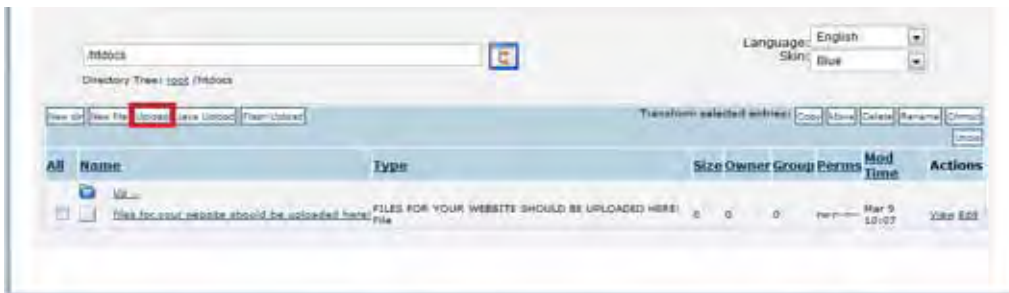 Language: English
/htdocs
Skin: Blue
Directory Tree: root /htdocs
New dir New file Upload Java Upload Flash Upload Transform selected entries: Copy Move Delete Rename Chmod
Unzip
All Name Type Size Owner Group Perms Mod Time Actions
Up ..
files for your website should be uploaded here! FILES FOR YOUR WEBSITE SHOULD BE UPLOADED HERE! File 0 0 0 Mar 9 10:07 View Edit